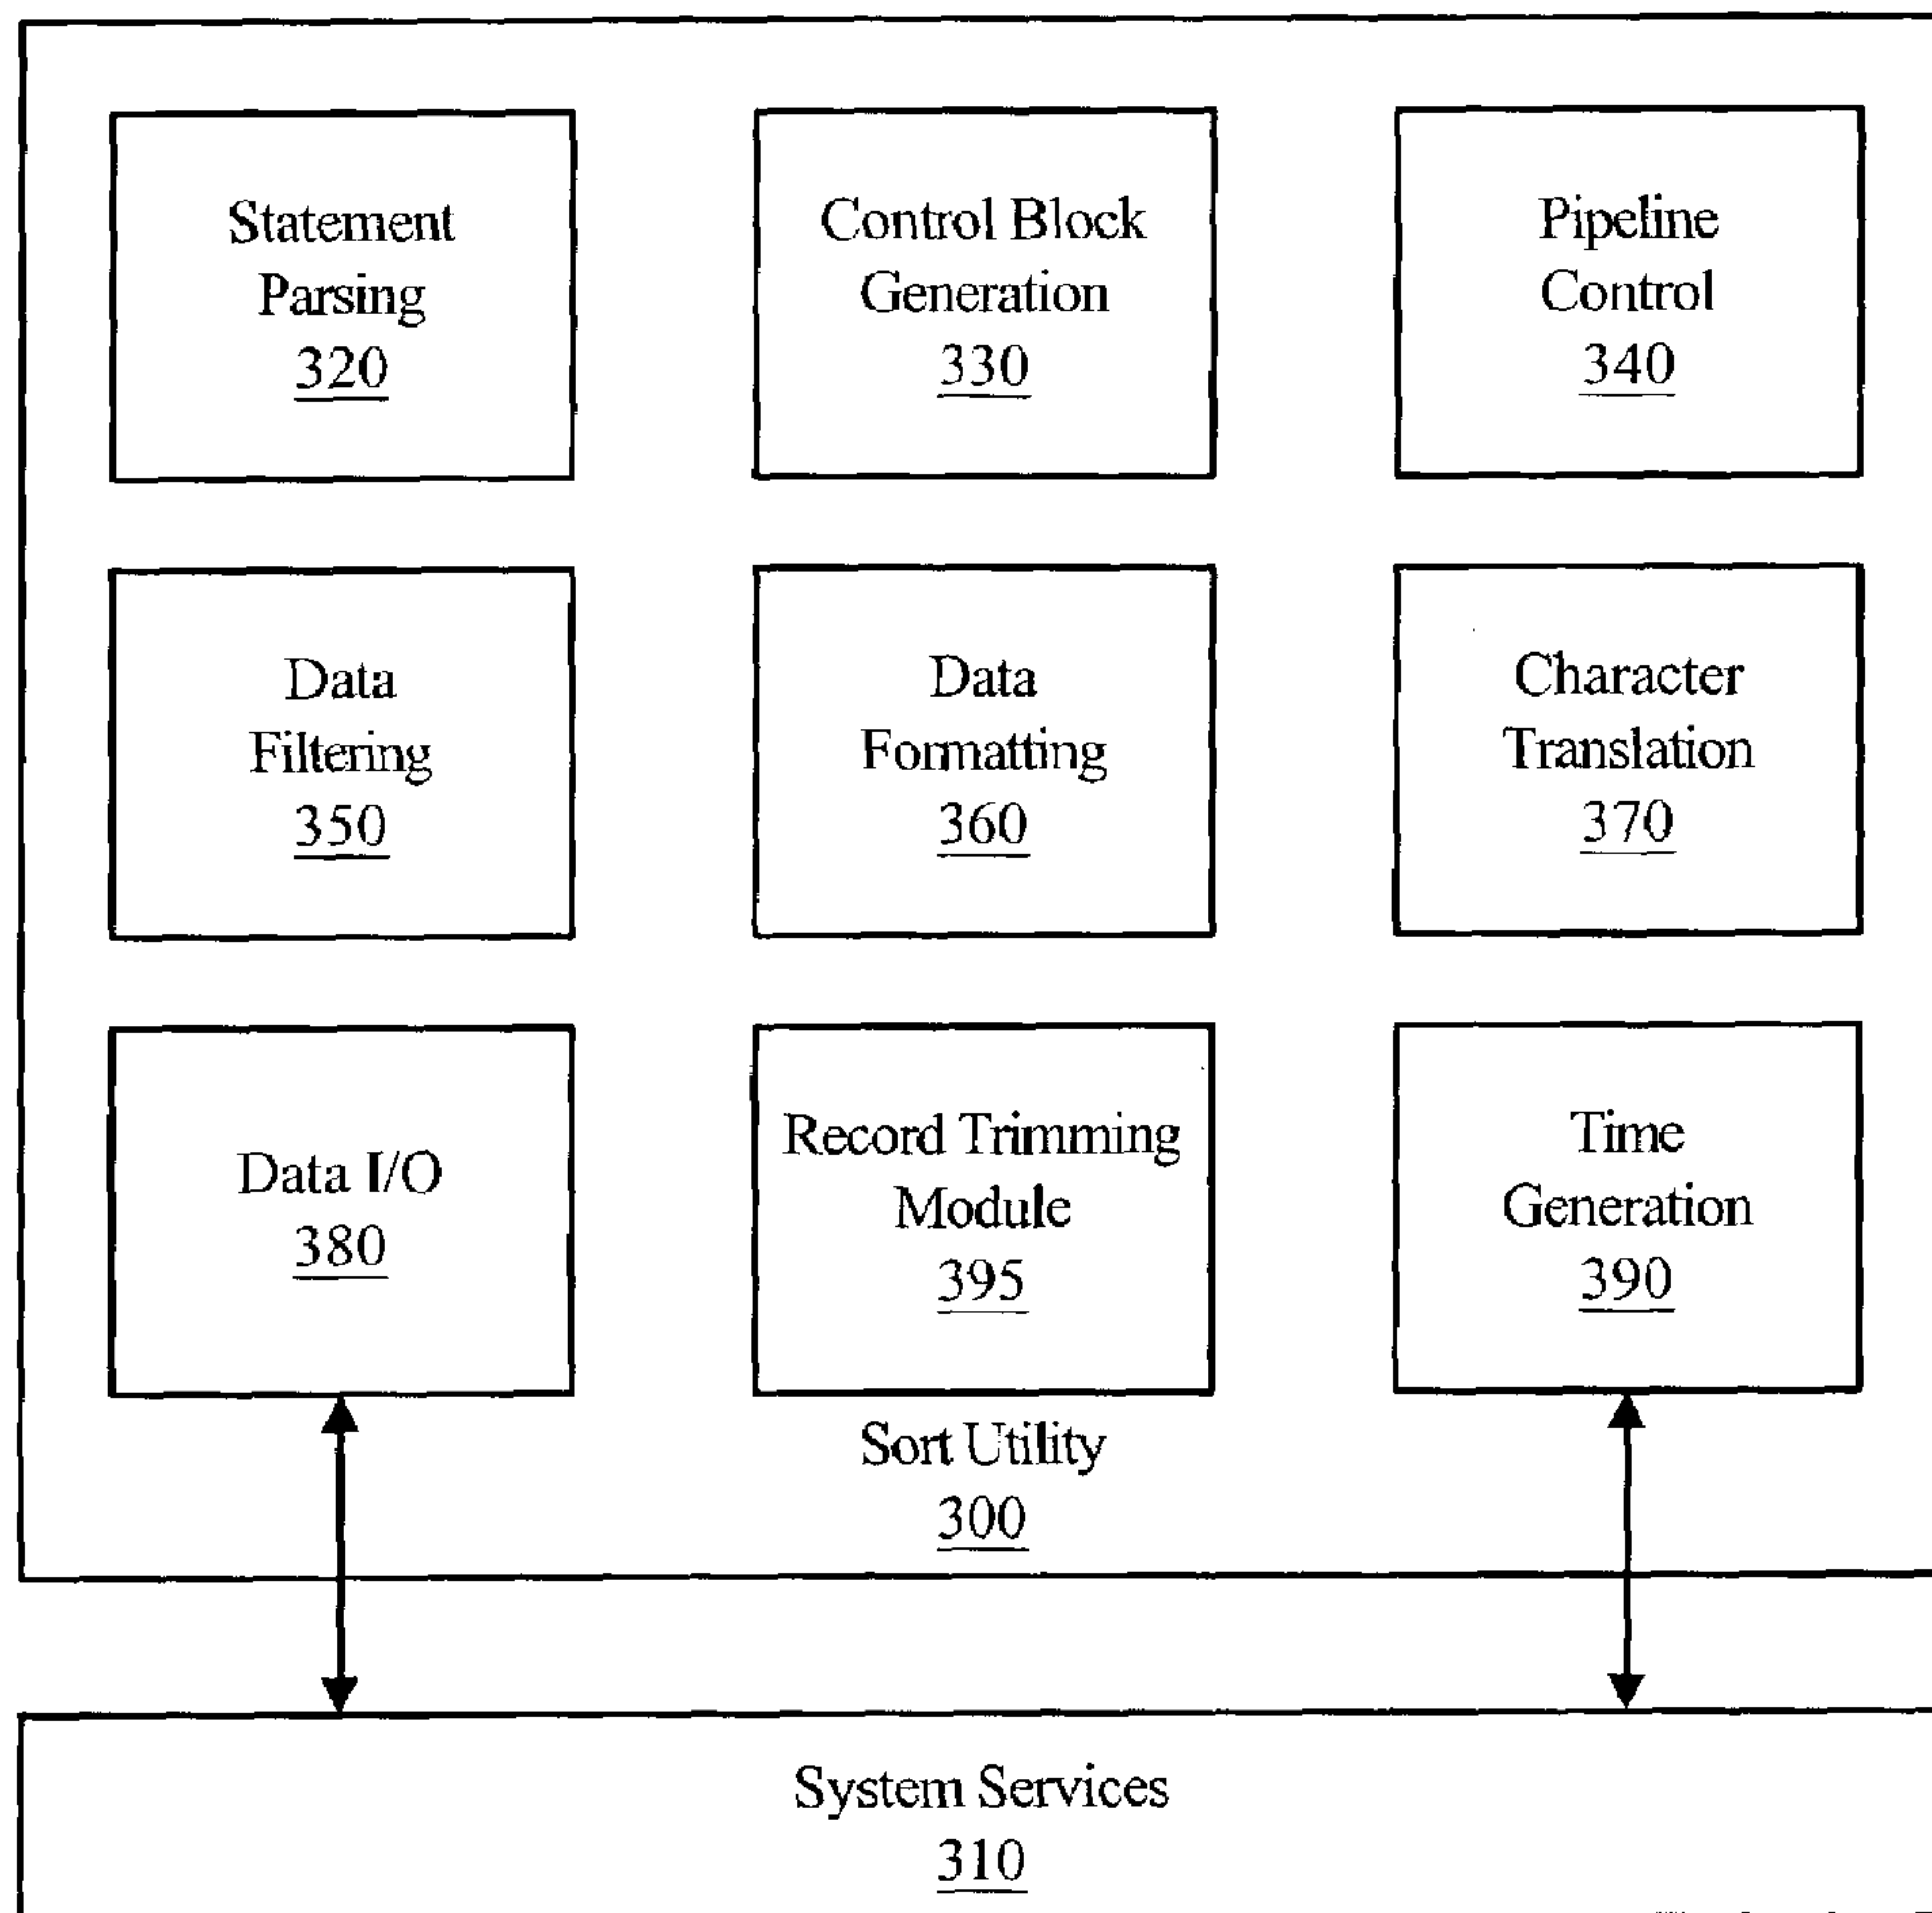 Statement
Parsing
320
Control Block
Generation
330
Pipeline
Control
340
Data
Filtering
350
Data
Formatting
360
Character
Translation
370
Data I/O
380
Record Trimming
Module
395
Time
Generation
390
Sort Utility
300
System Services
310